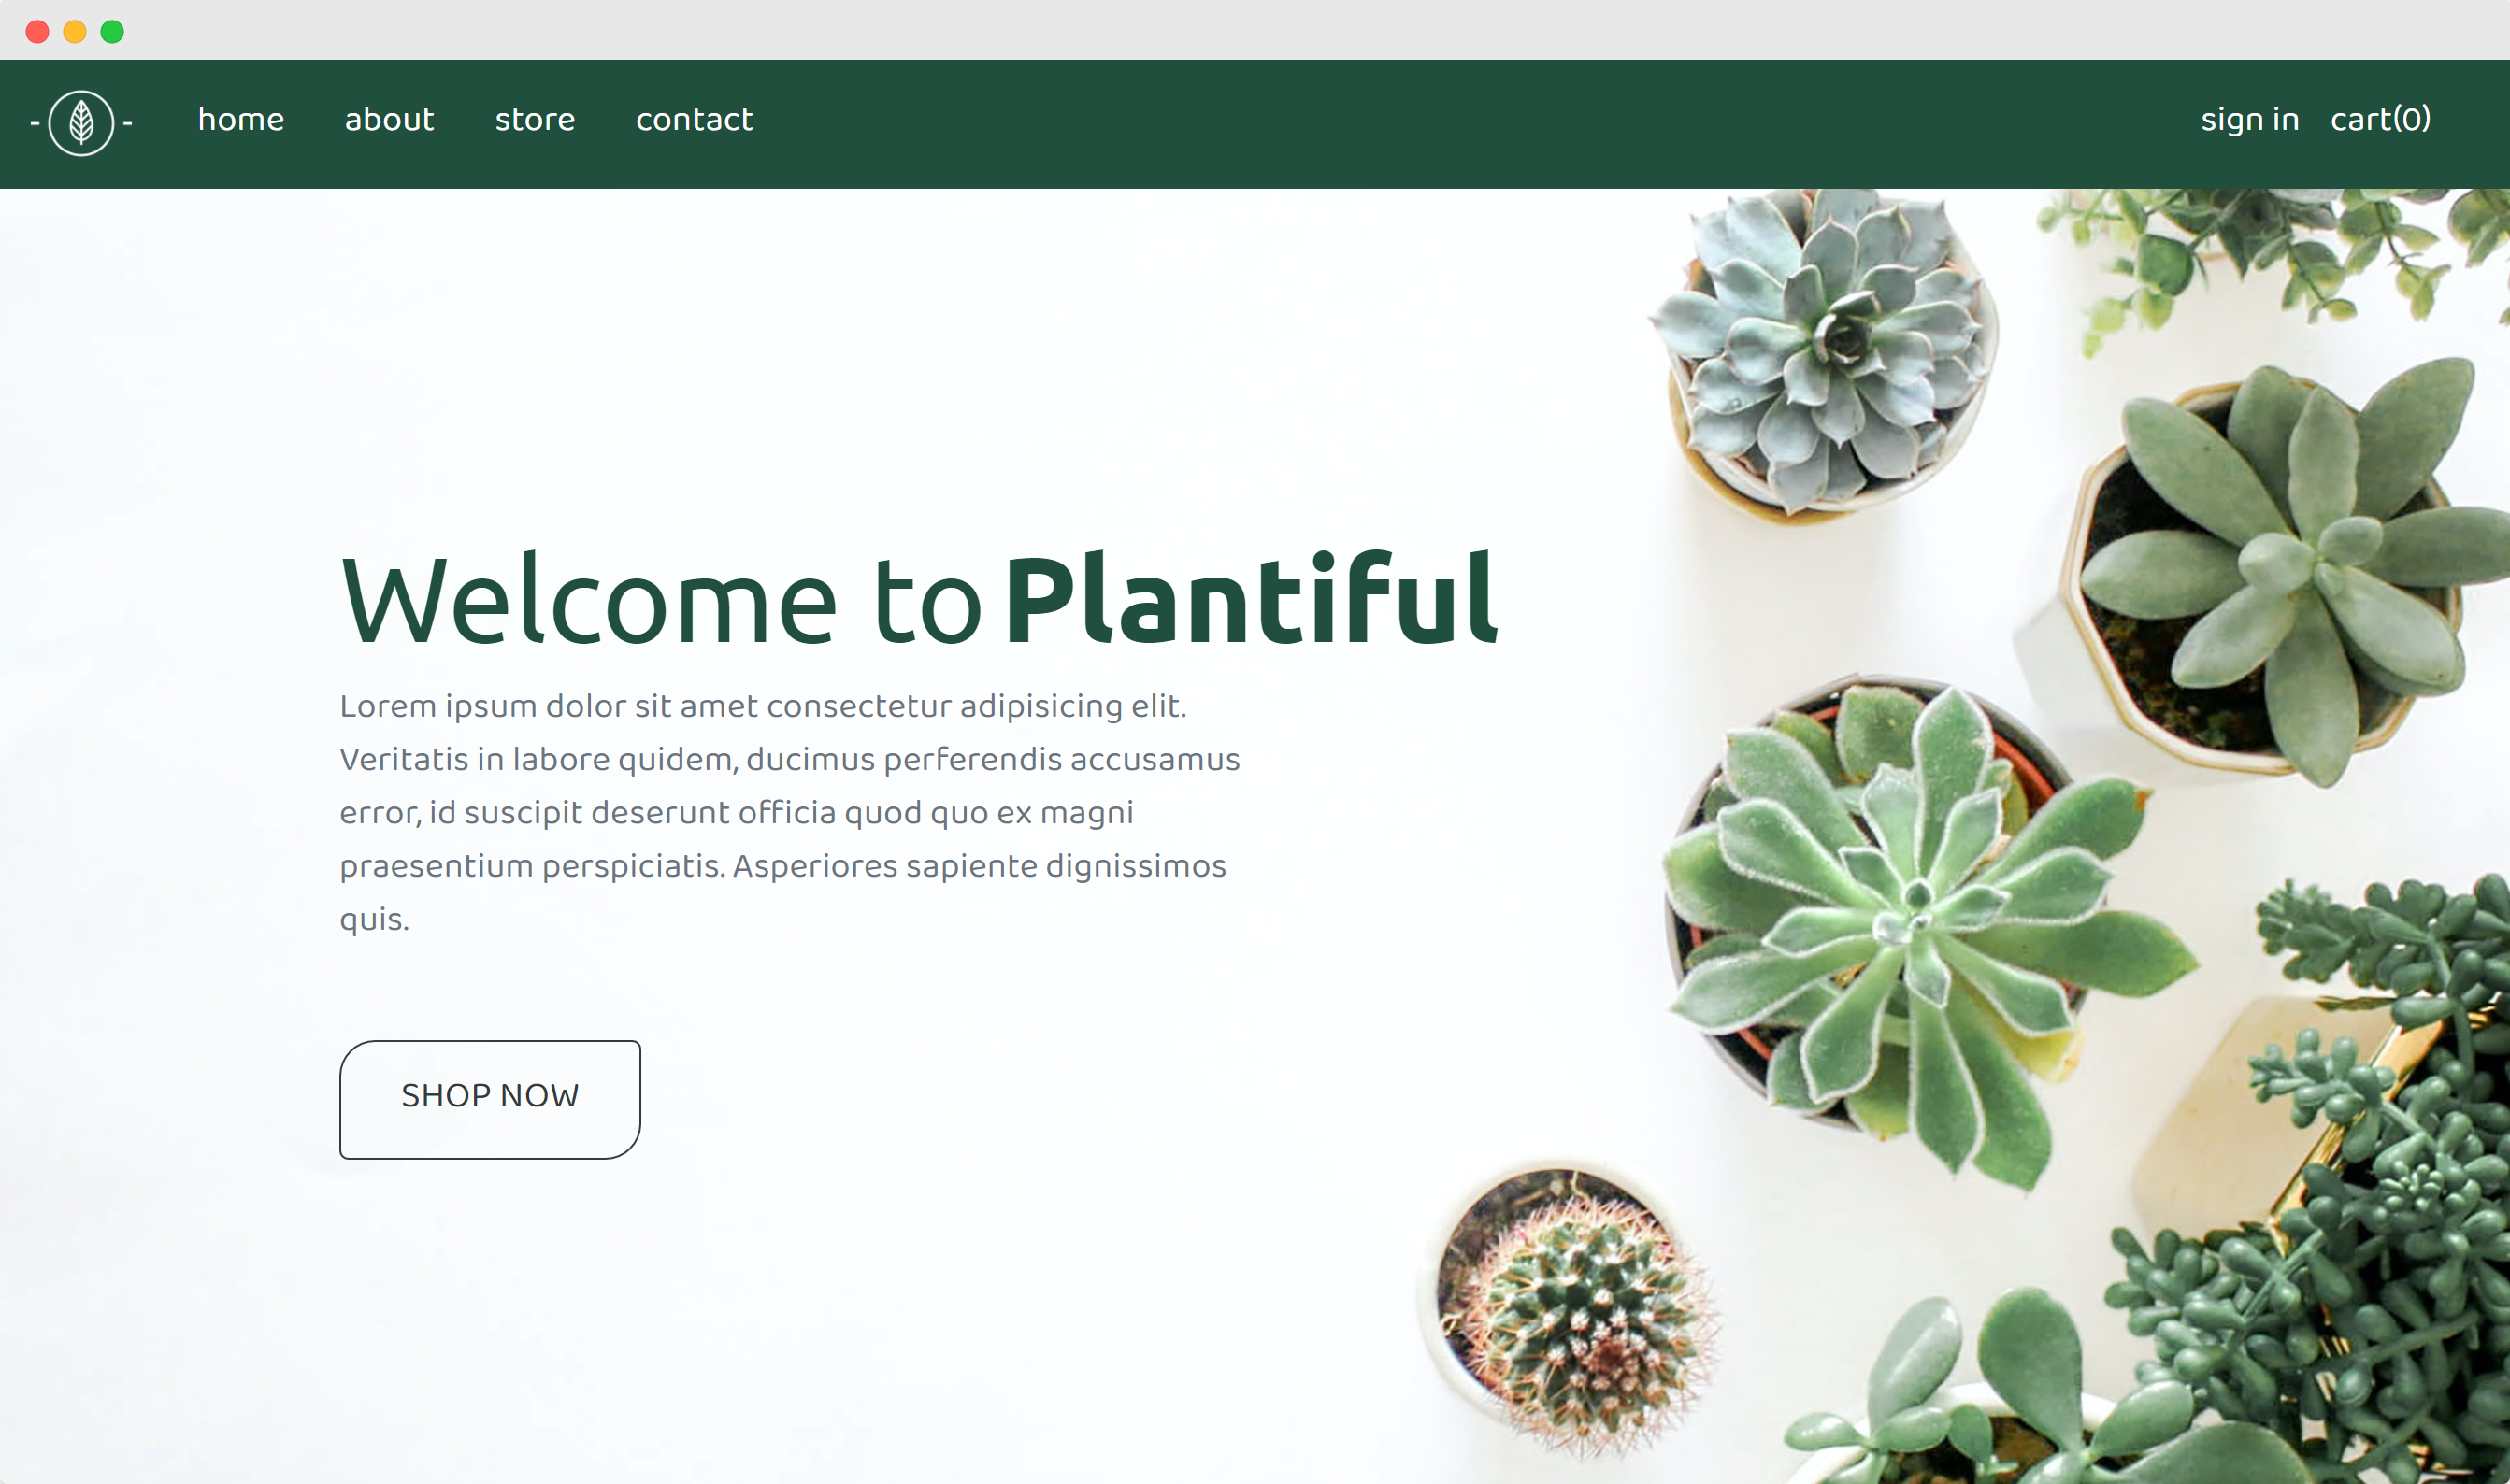 home about store contact sign in cart(0)
Welcome to Plantiful
Lorem ipsum dolor sit amet consectetur adipisicing elit.
Veritatis in labore quidem, ducimus perferendis accusamus
error, id suscipit deserunt officia quod quo ex magni
praesentium perspiciatis. Asperiores sapiente dignissimos
quis.
SHOP NOW